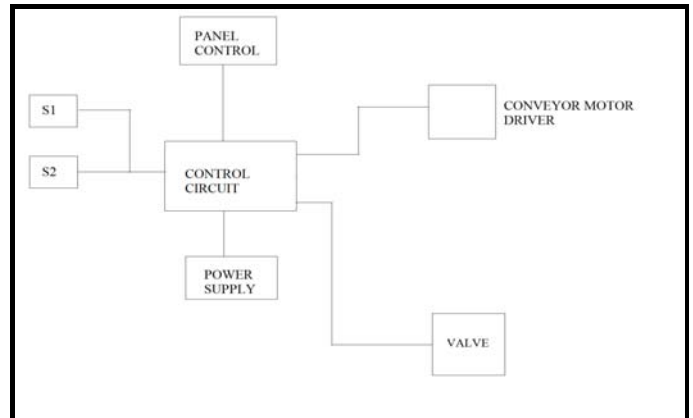 PANEL
CONTROL
S1
CONVEYOR MOTOR
DRIVER
S2
CONTROL
CIRCUIT
POWER
SUPPLY
VALVE